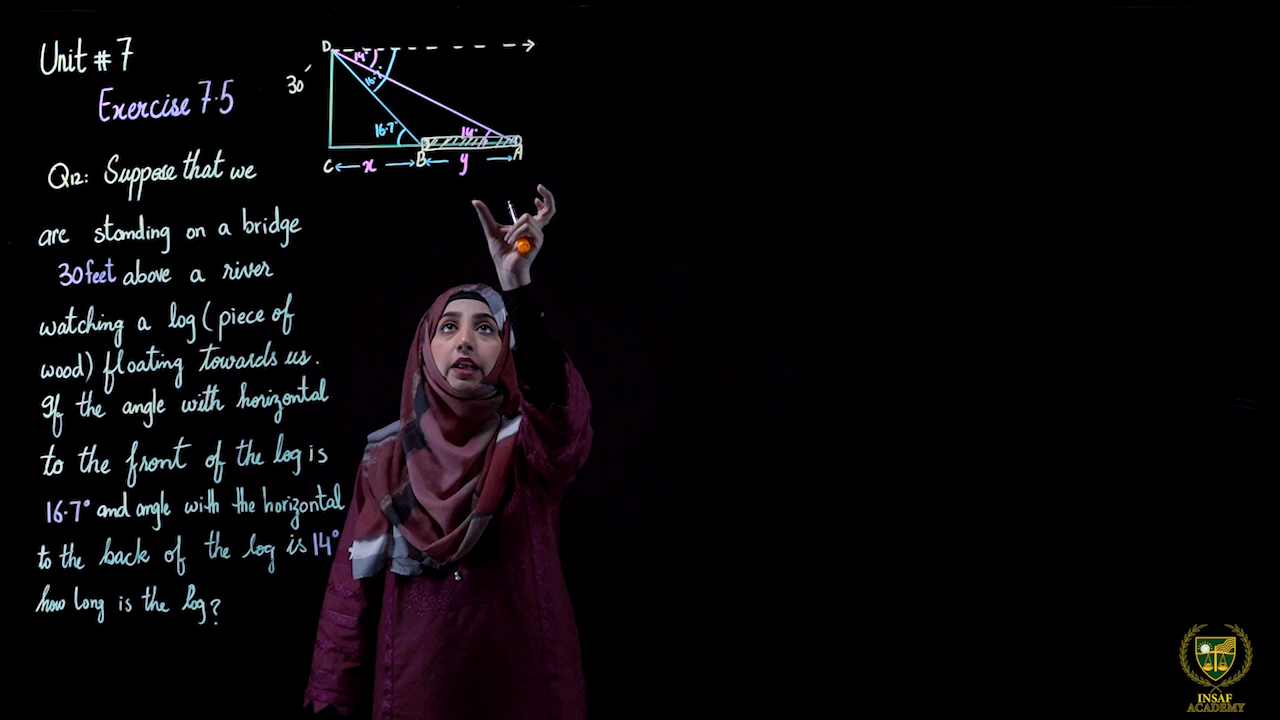 Unit # 7
Exercise 7.5
Q12: Suppose that we
are standing on a bridge
30 feet above a river
watching a log (piece of
wood) floating towards us.
If the angle with horizontal
to the front of the log is
16.7° and angle with the horizontal
to the back of the log is 14°,
how long is the log?
D
14°
16.7°
30'
16.7°
14°
C
x
B
y
A
INSAF
ACADEMY